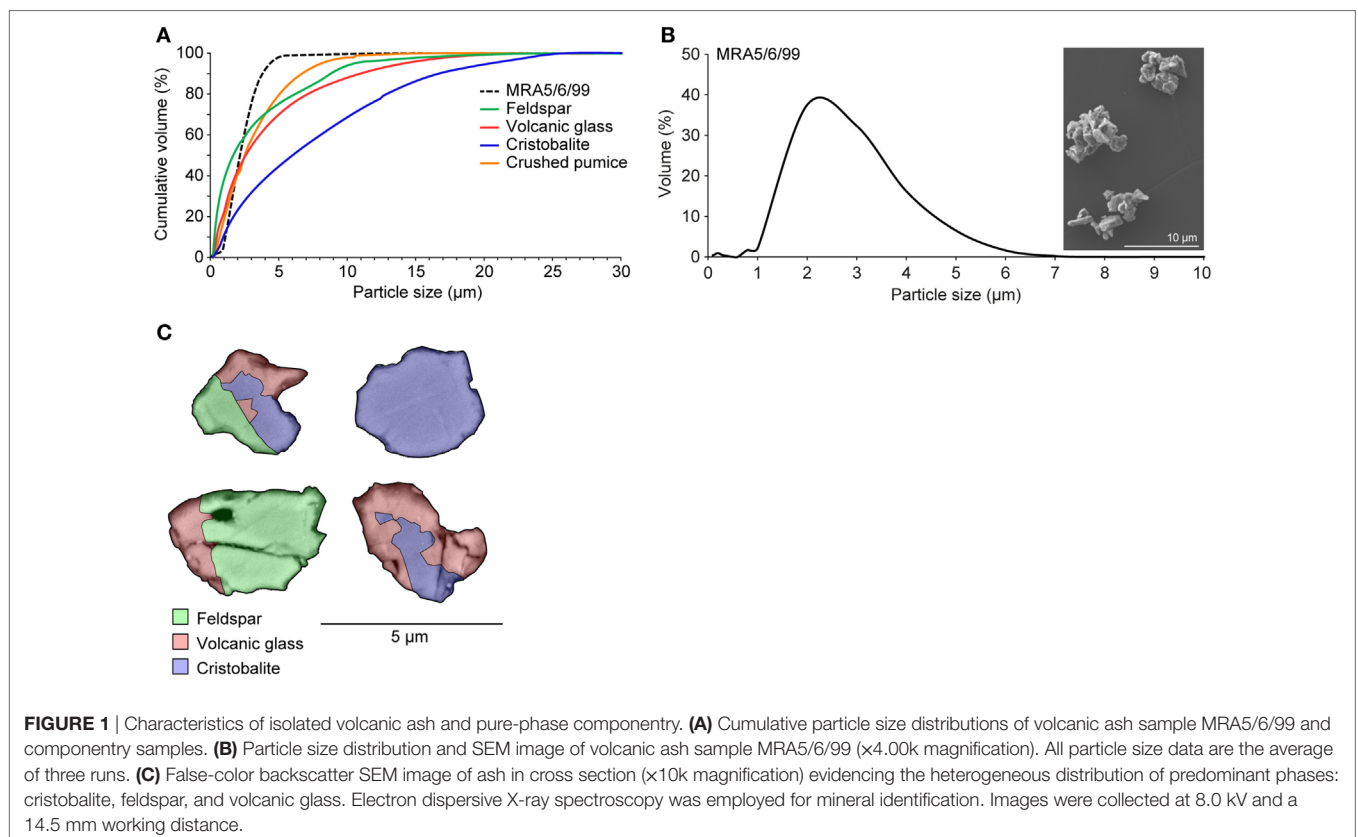 A
100
80
60
40
20
0
Cumulative volume (%)
0 5 10 15 20 25 30
Particle size (µm)
MRA5/6/99
Feldspar
Volcanic glass
Cristobalite
Crushed pumice
B
MRA5/6/99
50
40
30
20
10
0
Volume (%)
0 1 2 3 4 5 6 7 8 9 10
Particle size (µm)
10 µm
C
Feldspar
Volcanic glass
Cristobalite
5 µm
FIGURE 1 | Characteristics of isolated volcanic ash and pure-phase componentry. (A) Cumulative particle size distributions of volcanic ash sample MRA5/6/99 and
componentry samples. (B) Particle size distribution and SEM image of volcanic ash sample MRA5/6/99 (×4.00k magnification). All particle size data are the average
of three runs. (C) False-color backscatter SEM image of ash in cross section (×10k magnification) evidencing the heterogeneous distribution of predominant phases:
cristobalite, feldspar, and volcanic glass. Electron dispersive X-ray spectroscopy was employed for mineral identification. Images were collected at 8.0 kV and a
14.5 mm working distance.